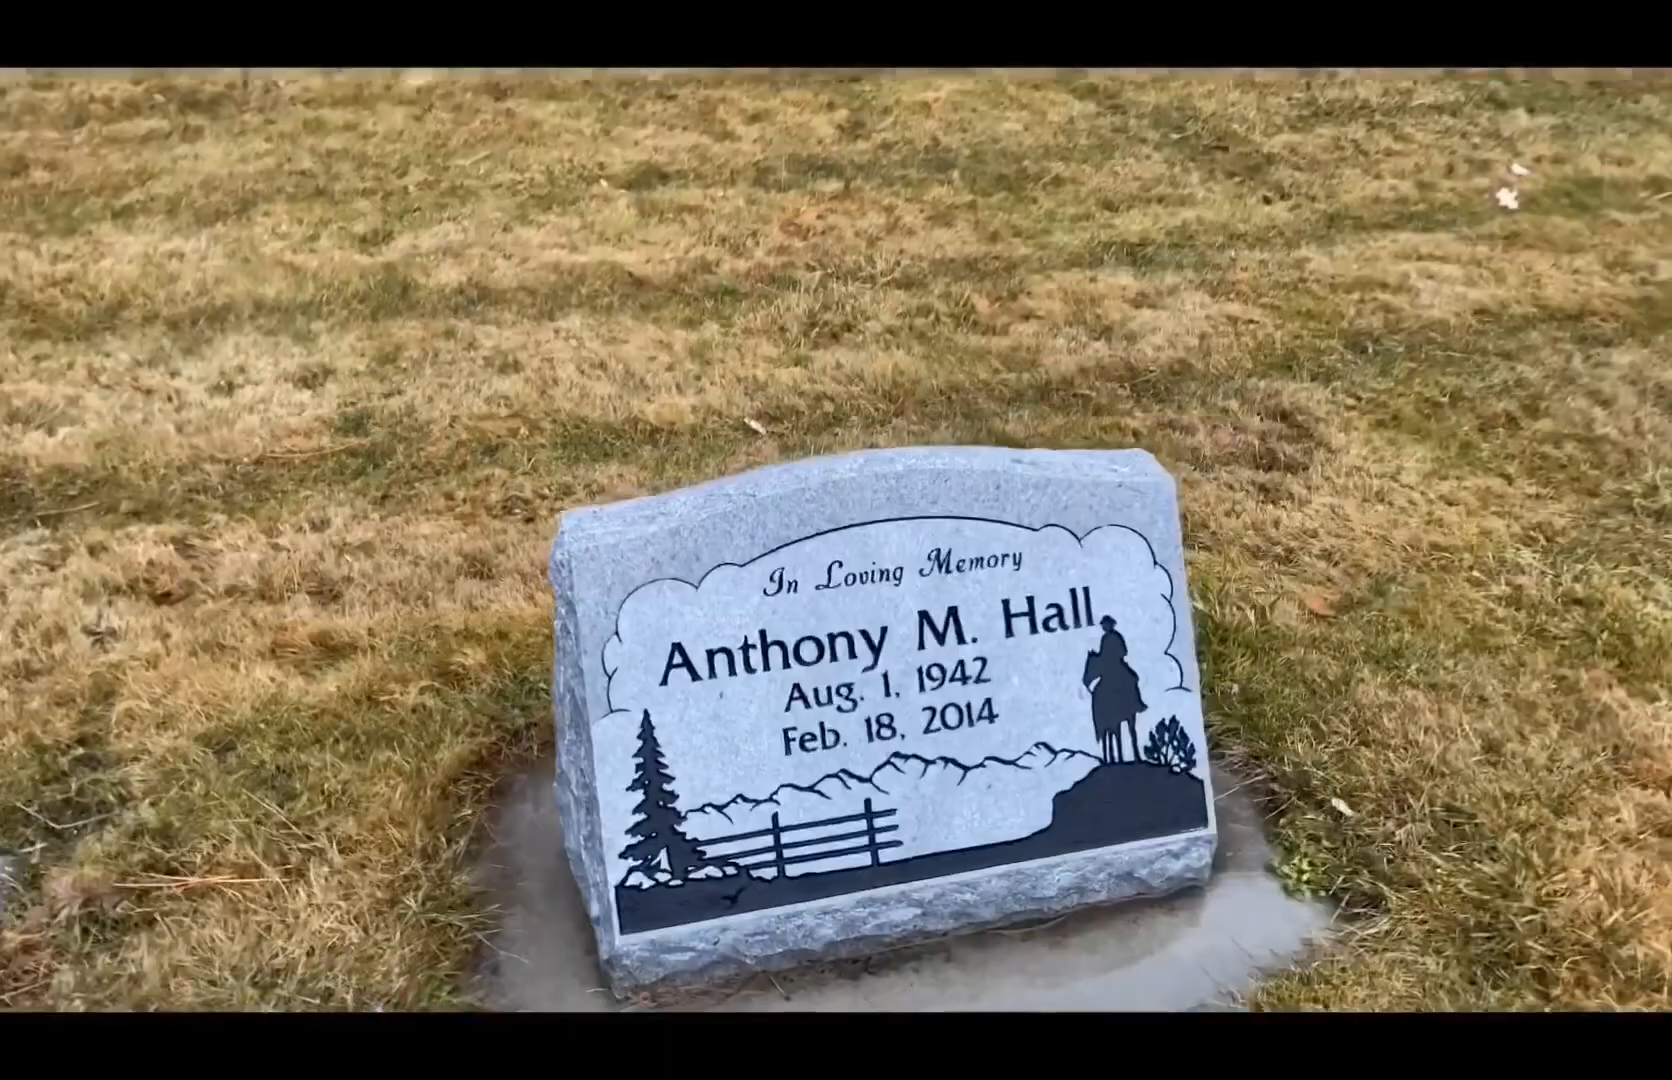 In Loving Memory
Anthony M. Hall
Aug. 1, 1942
Feb. 18, 2014